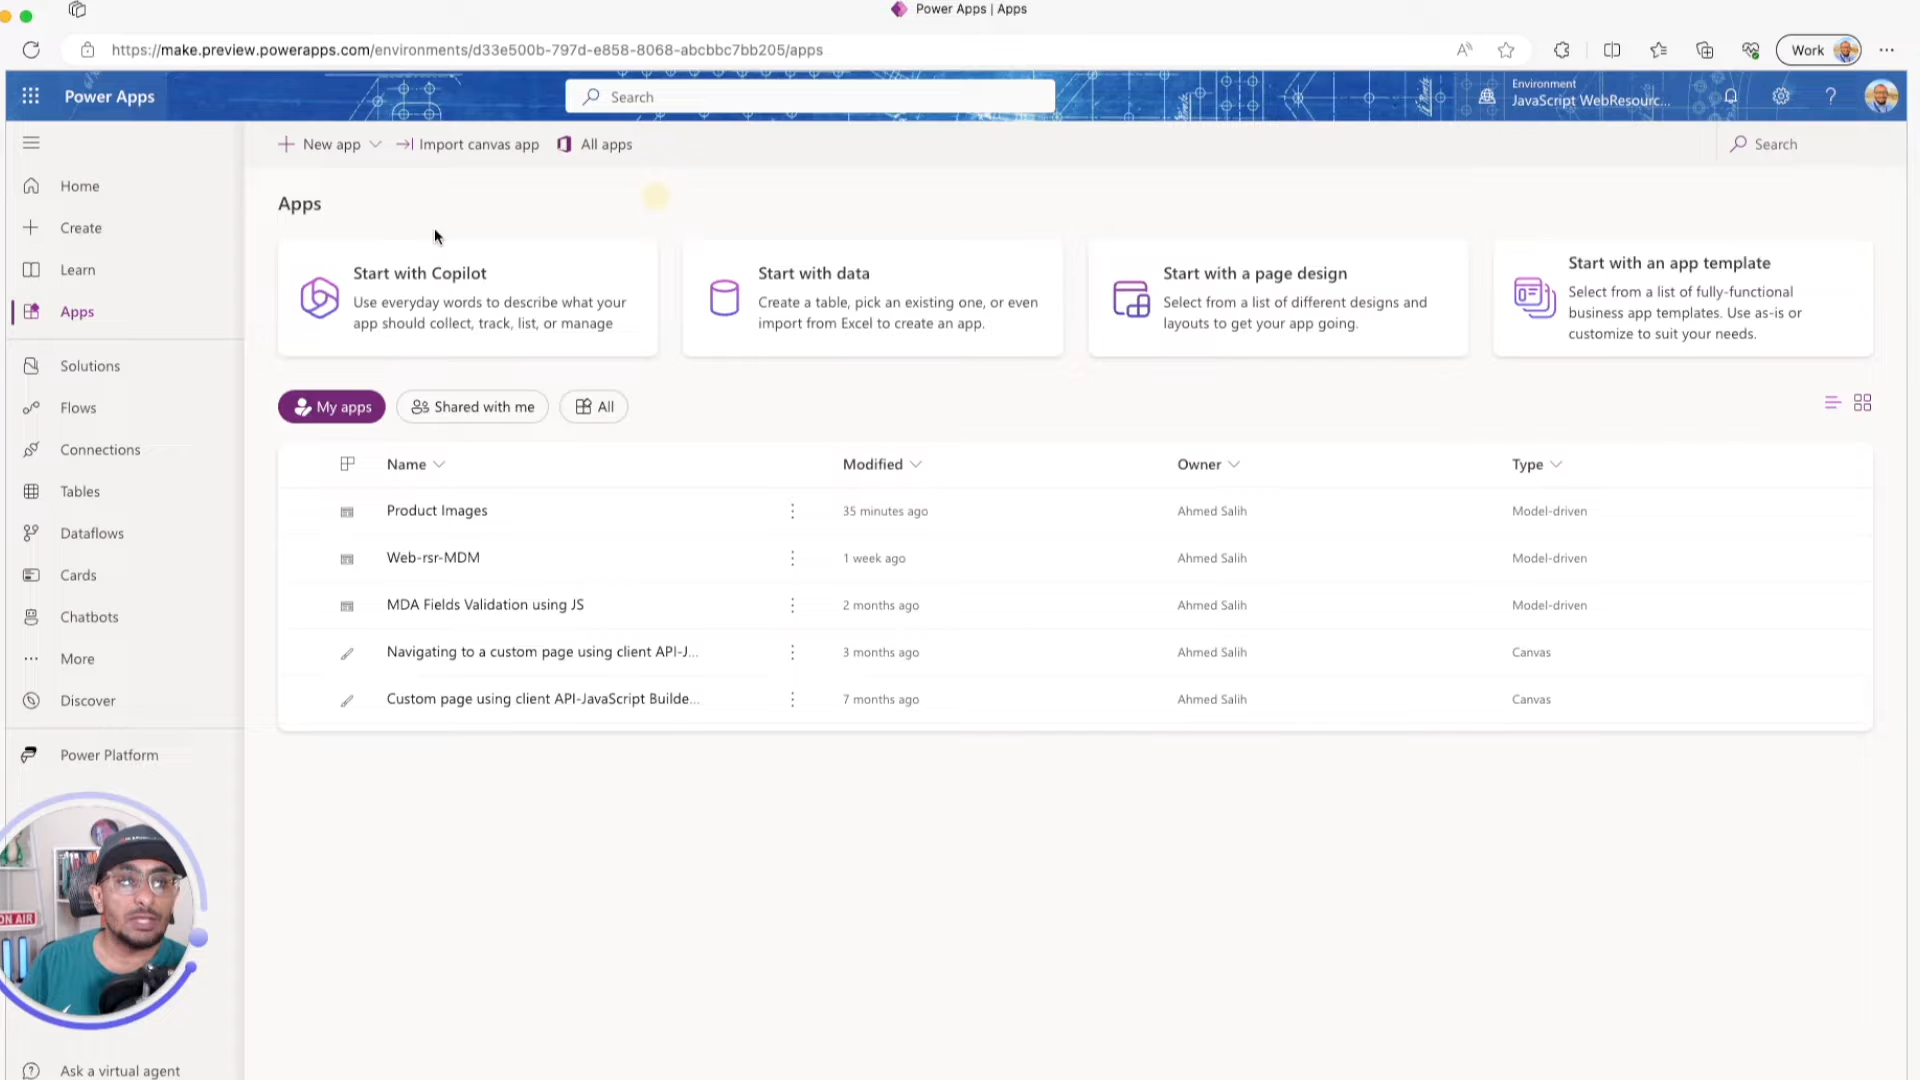 Power Apps | Apps
https://make.preview.powerapps.com/environments/d33e500b-797d-e858-8068-abcbbc7bb205/apps
Work
Power Apps
Search
Environment
JavaScript WebResourc...
New app
Import canvas app
All apps
Search
Home
Create
Learn
Apps
Solutions
Flows
Connections
Tables
Dataflows
Cards
Chatbots
More
Discover
Power Platform
Ask a virtual agent
ON AIR
Apps
Start with Copilot
Use everyday words to describe what your
app should collect, track, list, or manage
Start with data
Create a table, pick an existing one, or even
import from Excel to create an app.
Start with a page design
Select from a list of different designs and
layouts to get your app going.
Start with an app template
Select from a list of fully-functional
business app templates. Use as-is or
customize to suit your needs.
My apps
Shared with me
All
Name Modified Owner Type
Product Images 35 minutes ago Ahmed Salih Model-driven
Web-rsr-MDM 1 week ago Ahmed Salih Model-driven
MDA Fields Validation using JS 2 months ago Ahmed Salih Model-driven
Navigating to a custom page using client API-J... 3 months ago Ahmed Salih Canvas
Custom page using client API-JavaScript Builde... 7 months ago Ahmed Salih Canvas